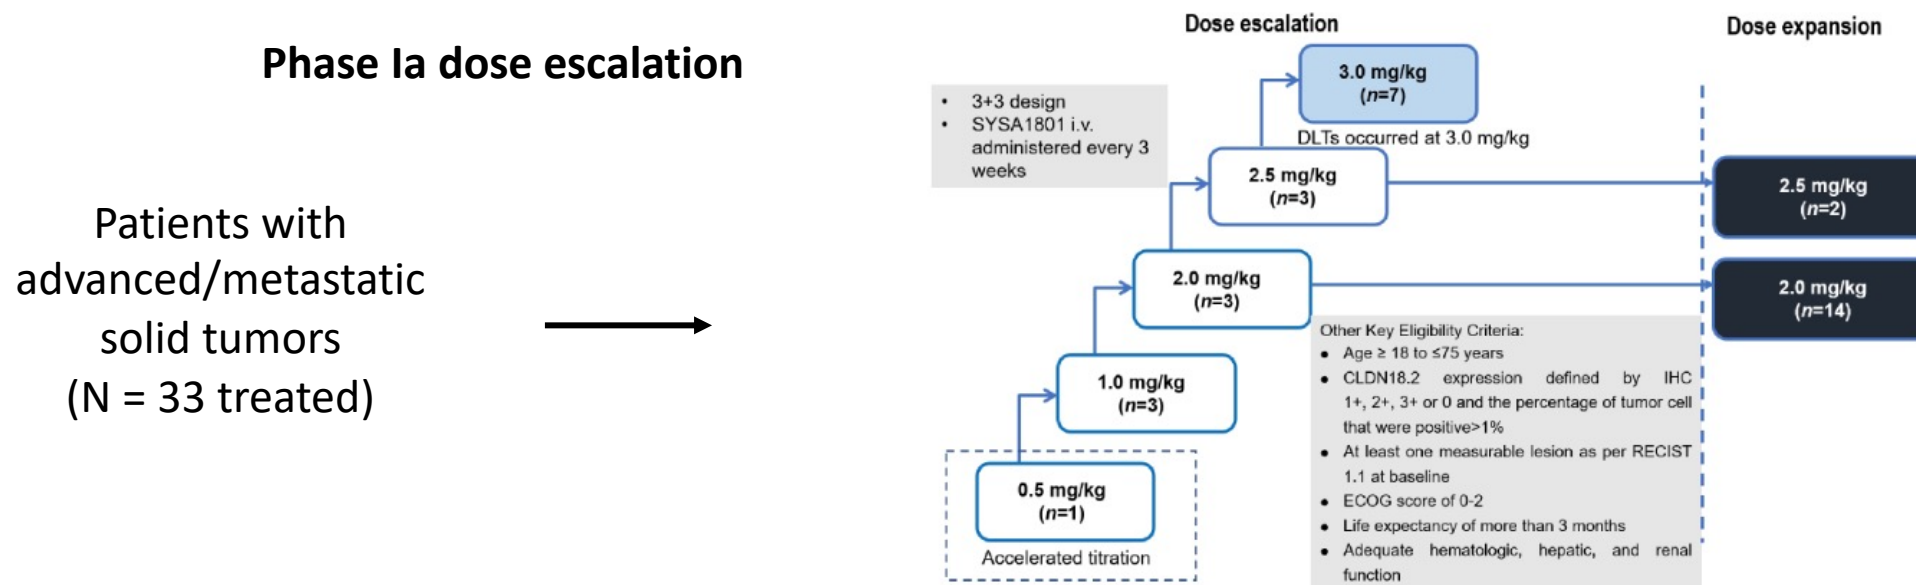 Phase Ia dose escalation
Patients with
advanced/metastatic
solid tumors
(N = 33 treated)
Dose escalation
Dose expansion
• 3+3 design
• SYSA1801 i.v.
administered every 3
weeks
3.0 mg/kg
(n=7)
DLTs occurred at 3.0 mg/kg
2.5 mg/kg
(n=3)
2.5 mg/kg
(n=2)
2.0 mg/kg
(n=3)
2.0 mg/kg
(n=14)
1.0 mg/kg
(n=3)
0.5 mg/kg
(n=1)
Accelerated titration
Other Key Eligibility Criteria:
● Age ≥ 18 to ≤75 years
● CLDN18.2 expression defined by IHC
1+, 2+, 3+ or 0 and the percentage of tumor cell
that were positive>1%
● At least one measurable lesion as per RECIST
1.1 at baseline
● ECOG score of 0-2
● Life expectancy of more than 3 months
● Adequate hematologic, hepatic, and renal
function